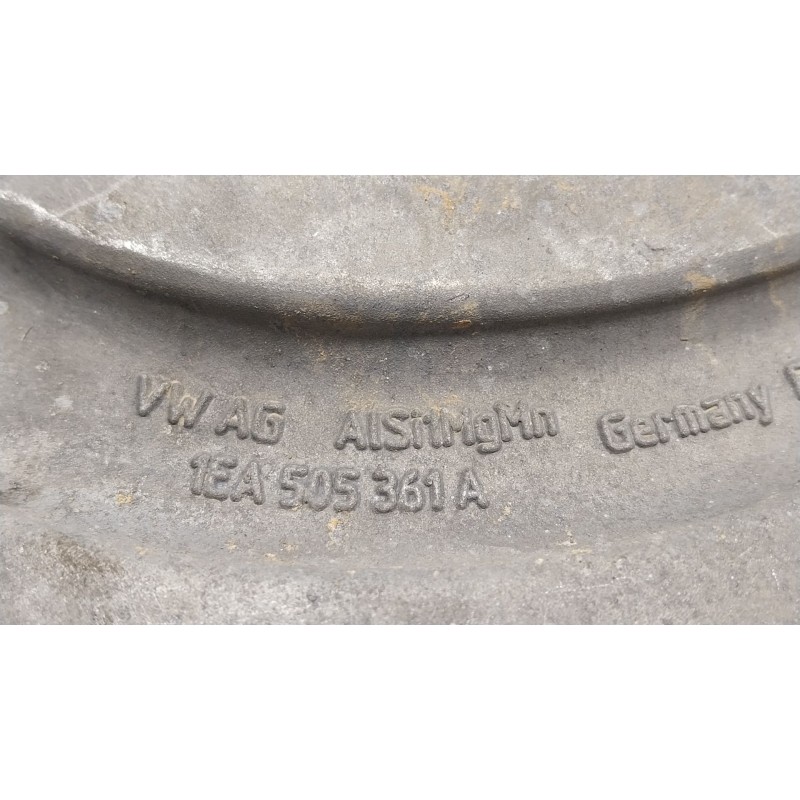 VW AG AlSi1MgMn Germany
1EA 505 361 A